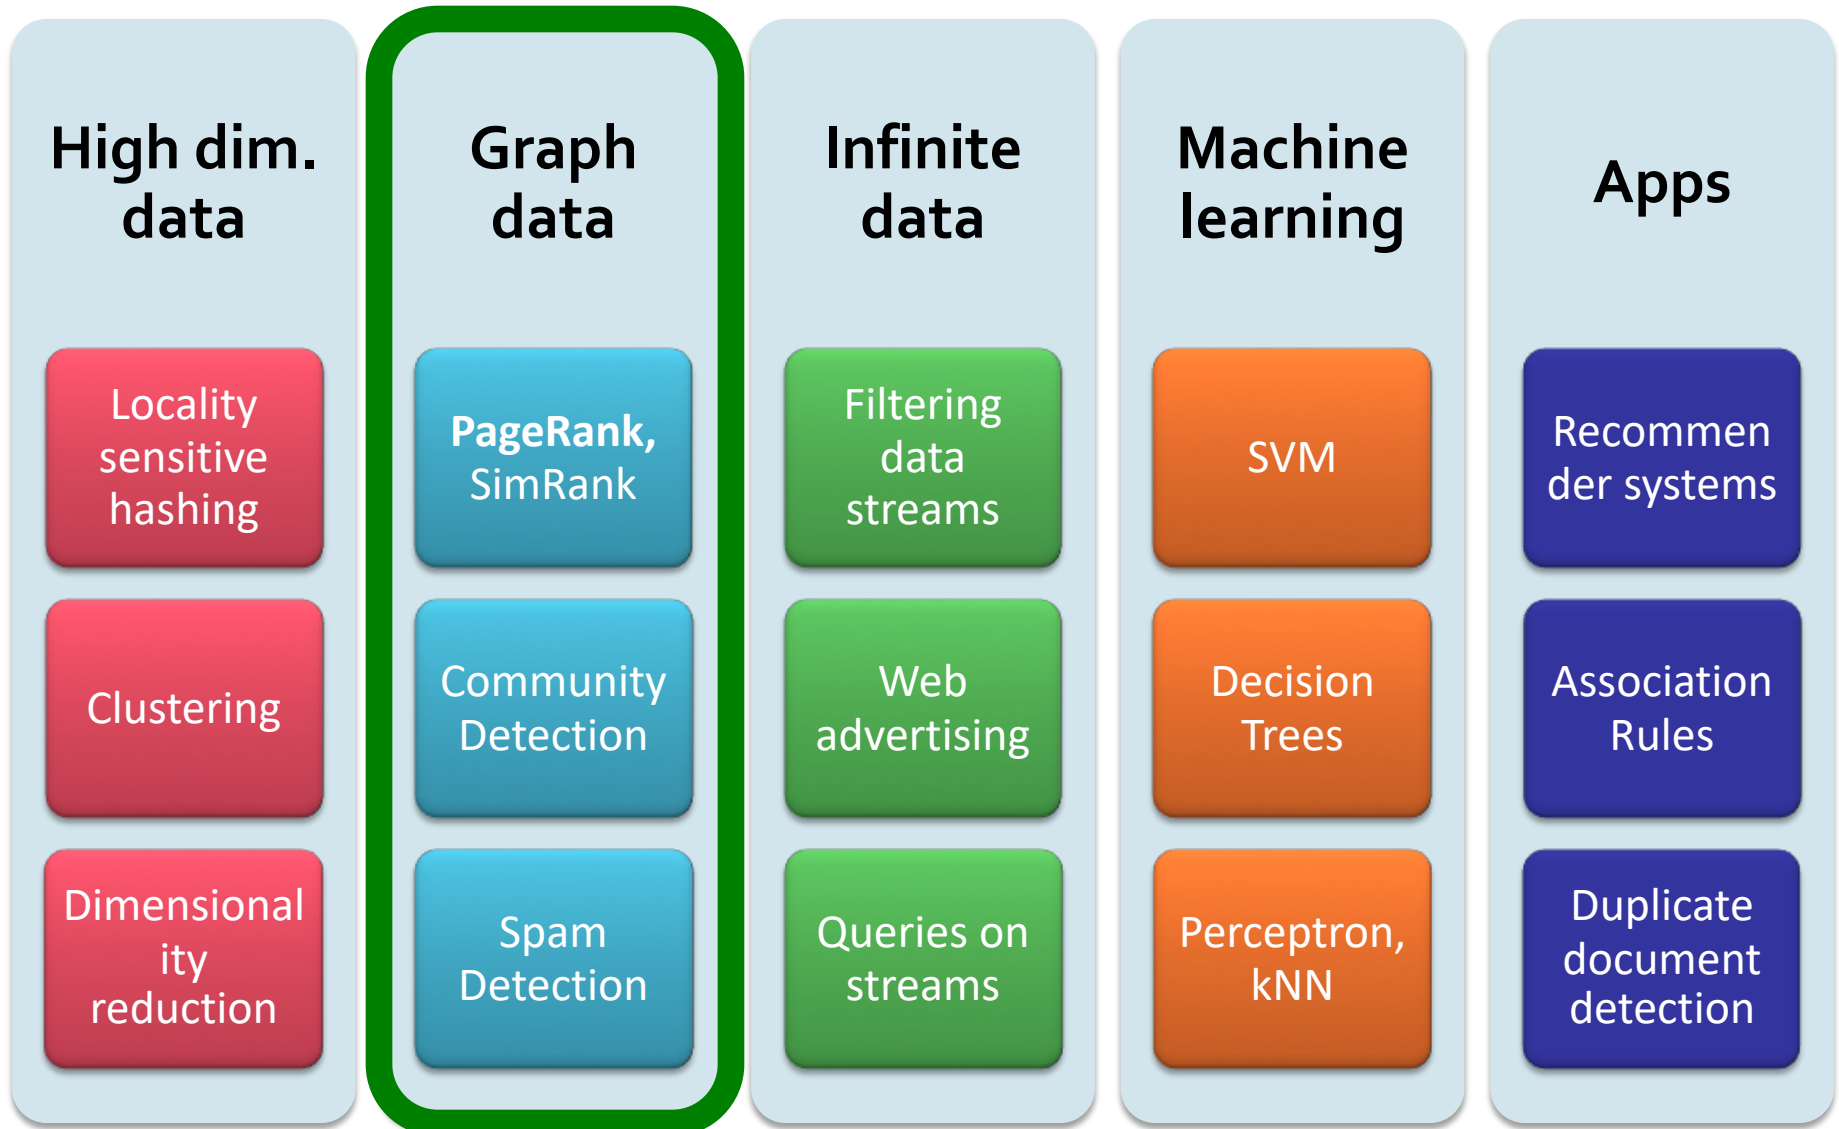 High dim.
data
Locality
sensitive
hashing
Clustering
Dimensional
ity
reduction
Graph
data
PageRank,
SimRank
Community
Detection
Spam
Detection
Infinite
data
Filtering
data
streams
Web
advertising
Queries on
streams
Machine
learning
SVM
Decision
Trees
Perceptron,
kNN
Apps
Recommen
der systems
Association
Rules
Duplicate
document
detection